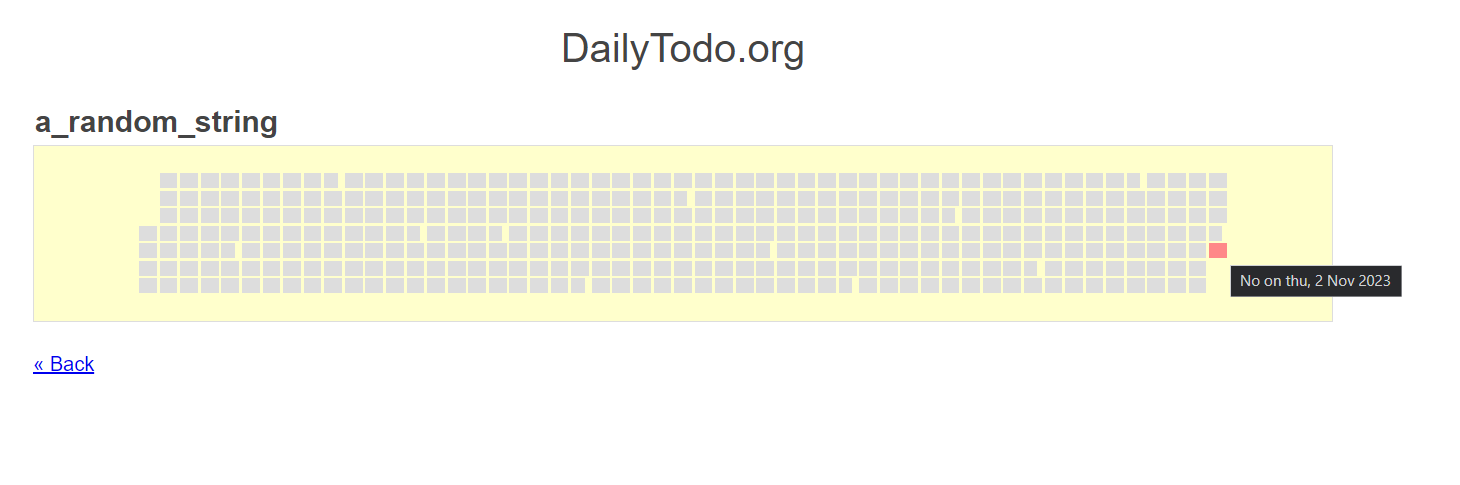 DailyTodo.org
a_random_string
No on thu, 2 Nov 2023
« Back